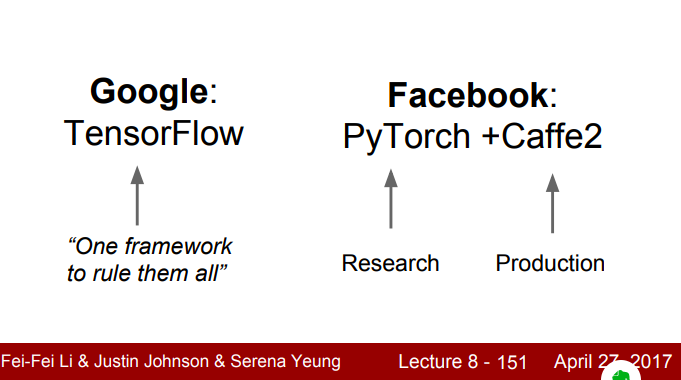 Google:
TensorFlow
“One framework
to rule them all”
Facebook:
PyTorch +Caffe2
Research
Production
Fei-Fei Li & Justin Johnson & Serena Yeung
Lecture 8 - 151
April 27, 2017